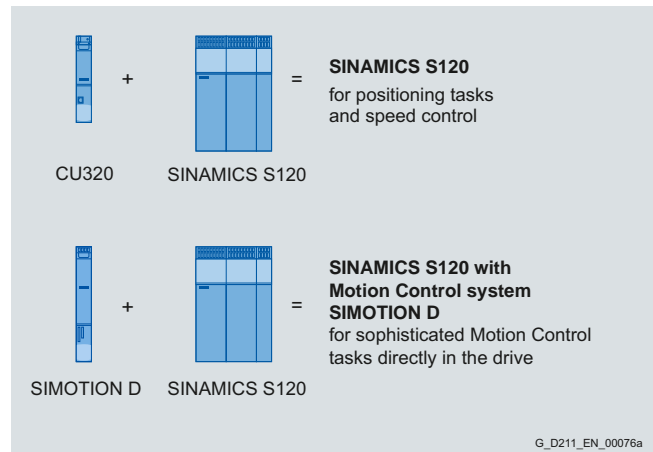 +
=
SINAMICS S120
for positioning tasks
and speed control
CU320
SINAMICS S120
+
=
SINAMICS S120 with
Motion Control system
SIMOTION D
for sophisticated Motion Control
tasks directly in the drive
SIMOTION D
SINAMICS S120
G_D211_EN_00076a